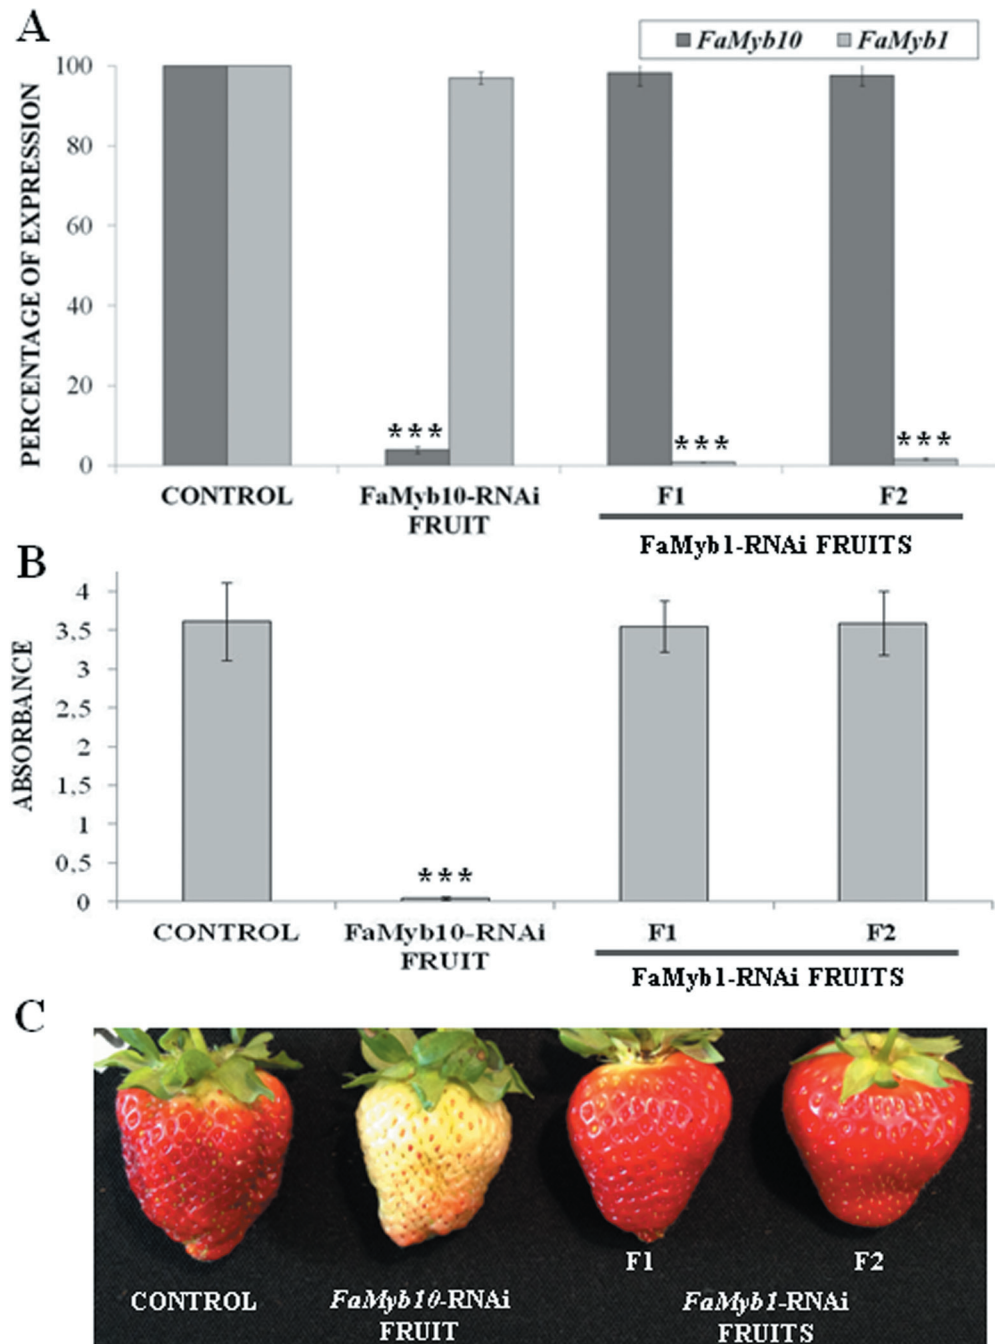 A
FaMyb10 FaMyb1
PERCENTAGE OF EXPRESSION
100
80
60
40
20
0
***
***
***
CONTROL FaMyb10-RNAi F1 F2
FRUIT
FaMyb1-RNAi FRUITS
B
ABSORBANCE
4
3,5
3
2,5
2
1,5
1
0,5
0
***
CONTROL FaMyb10-RNAi F1 F2
FRUIT
FaMyb1-RNAi FRUITS
C
F1 F2
CONTROL FaMyb10-RNAi FaMyb1-RNAi
FRUIT FRUITS